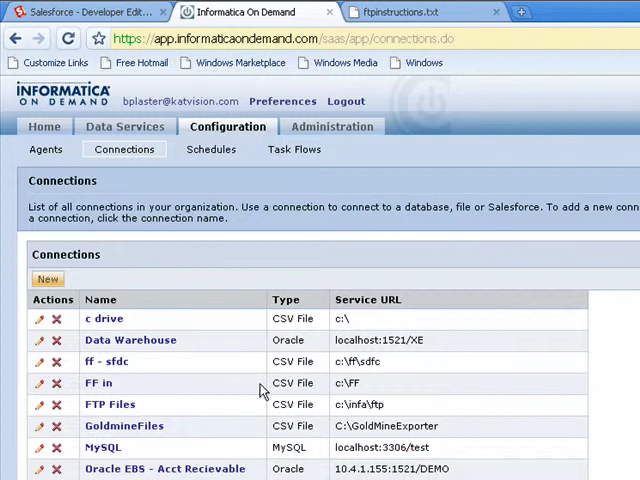 Salesforce - Developer Edit...
Informatica On Demand
ftpinstructions.txt
https://app.informaticaondemand.com/saas/app/connections.do
Customize Links
Free Hotmail
Windows Marketplace
Windows Media
Windows
INFORMATICA
ON DEMAND
bplaster@katvision.com Preferences Logout
Home Data Services Configuration Administration
Agents Connections Schedules Task Flows
Connections
List of all connections in your organization. Use a connection to connect to a database, file or Salesforce. To add a new conn
a connection, click the connection name.
Connections
New
Actions Name Type Service URL
c drive CSV File c:\
Data Warehouse Oracle localhost:1521/XE
ff - sfdc CSV File c:\ff\sdfc
FF in CSV File c:\FF
FTP Files CSV File c:\infa\ftp
GoldmineFiles CSV File C:\GoldMineExporter
MySQL MySQL localhost:3306/test
Oracle EBS - Acct Recievable Oracle 10.4.1.155:1521/DEMO